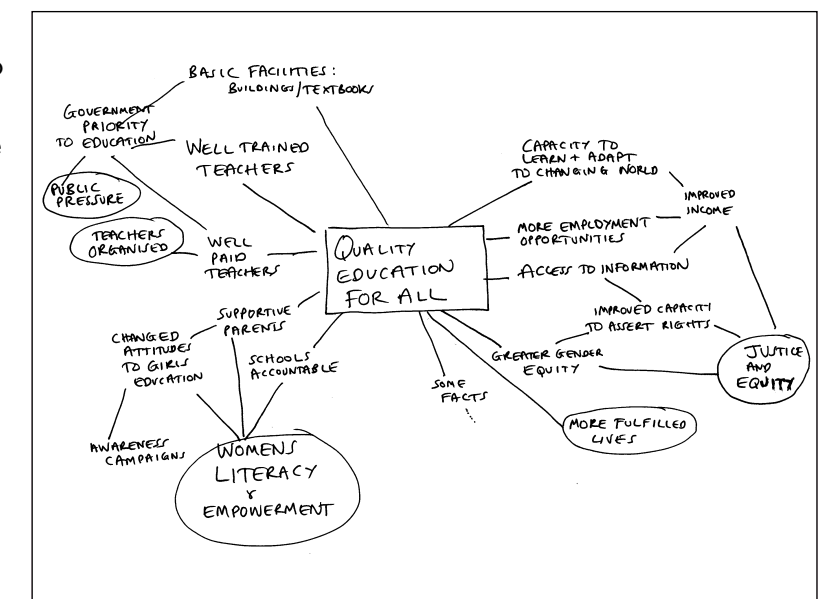 BASIC FACILITIES:
BUILDINGS/TEXTBOOKS
GOVERNMENT
PRIORITY
TO EDUCATION
WELL TRAINED
TEACHERS
PUBLIC
PRESSURE
TEACHERS
ORGANISED
WELL
PAID
TEACHERS
QUALITY
EDUCATION
FOR ALL
CAPACITY TO
LEARN + ADAPT
TO CHANGING WORLD
IMPROVED
INCOME
MORE EMPLOYMENT
OPPORTUNITIES
ACCESS TO INFORMATION
IMPROVED CAPACITY
TO ASSERT RIGHTS
GREATER GENDER
EQUITY
JUSTICE
AND
EQUITY
SUPPORTIVE
PARENTS
CHANGED
ATTITUDES
TO GIRLS
EDUCATION
SCHOOLS
ACCOUNTABLE
SOME
FACTS
MORE FULFILLED
LIVES
AWARENESS
CAMPAIGNS
WOMENS
LITERACY
&
EMPOWERMENT